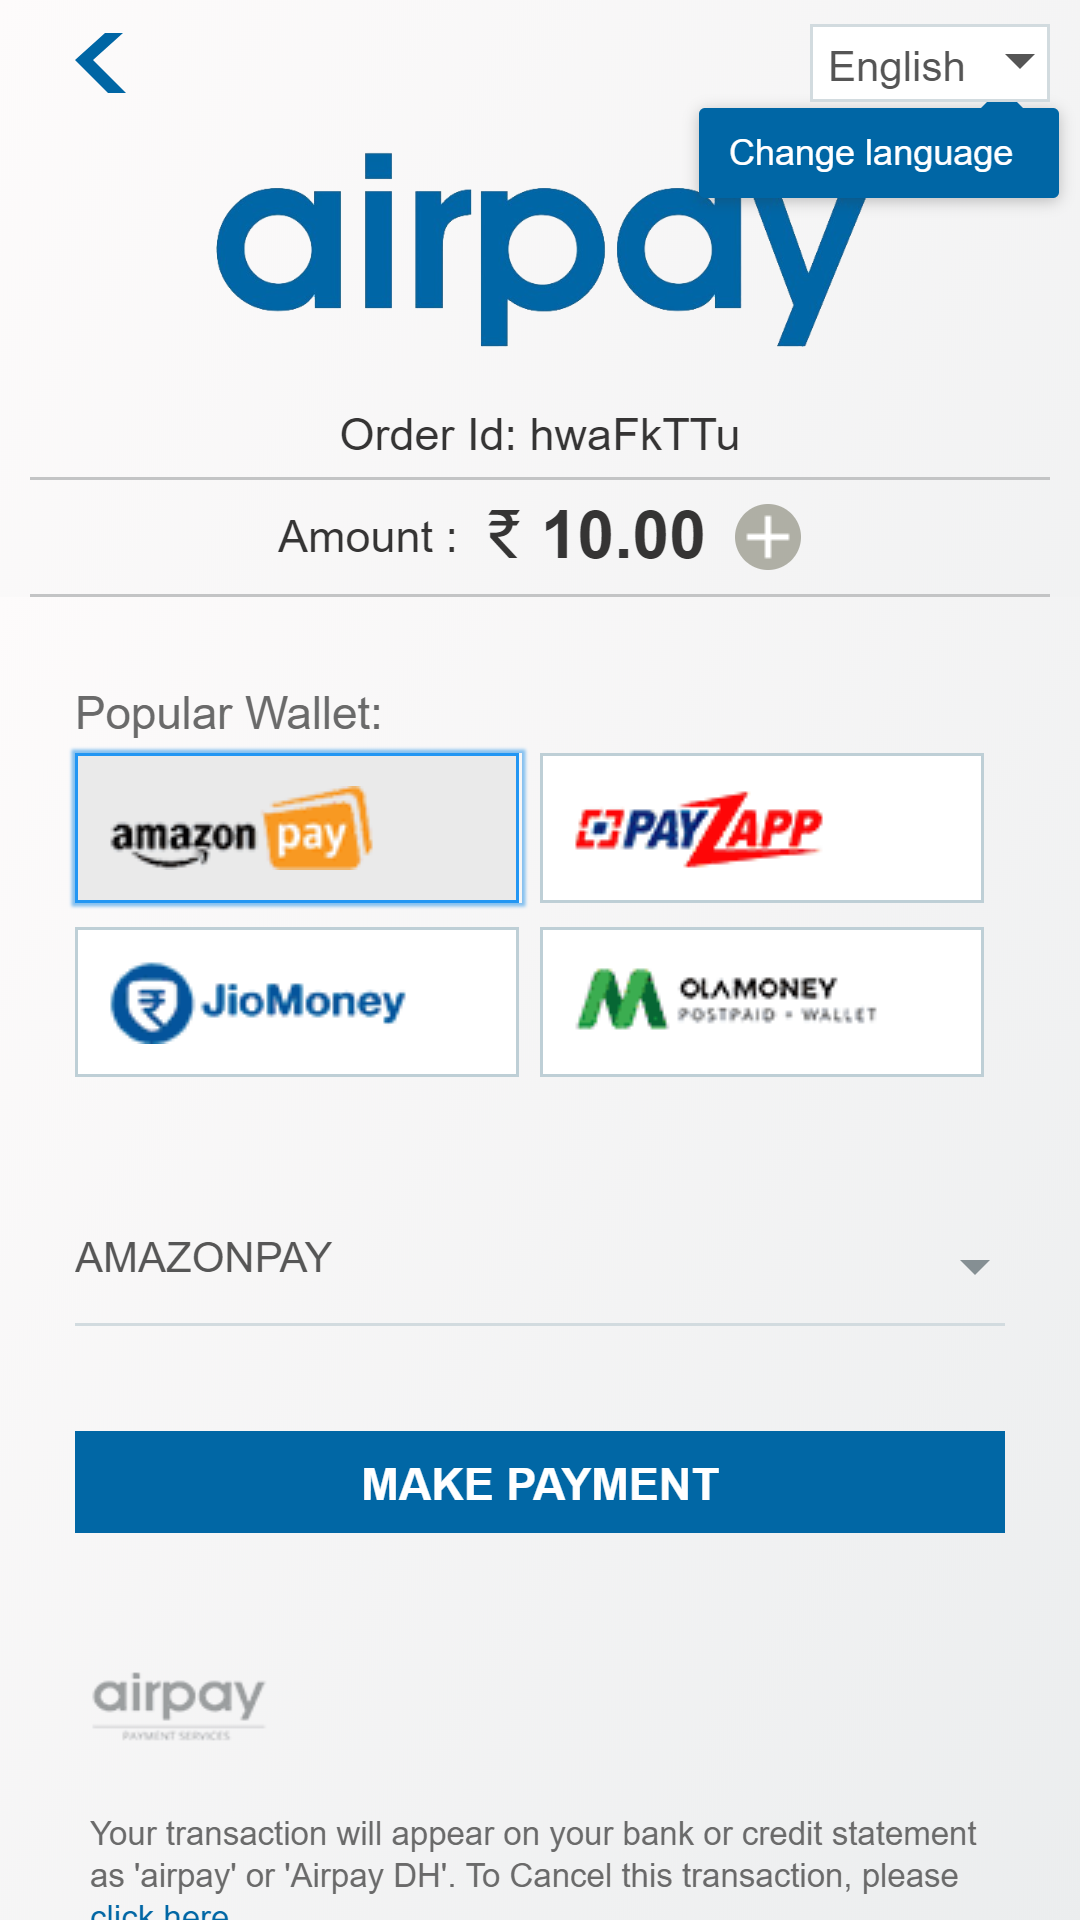 English
Change language
airpay
Order Id: hwaFkTTu
Amount : ₹ 10.00
Popular Wallet:
amazon pay
PAYZAPP
JioMoney
OLAMONEY
POSTPAID • WALLET
AMAZONPAY
MAKE PAYMENT
airpay
PAYMENT SERVICES
Your transaction will appear on your bank or credit statement
as 'airpay' or 'Airpay DH'. To Cancel this transaction, please
click here